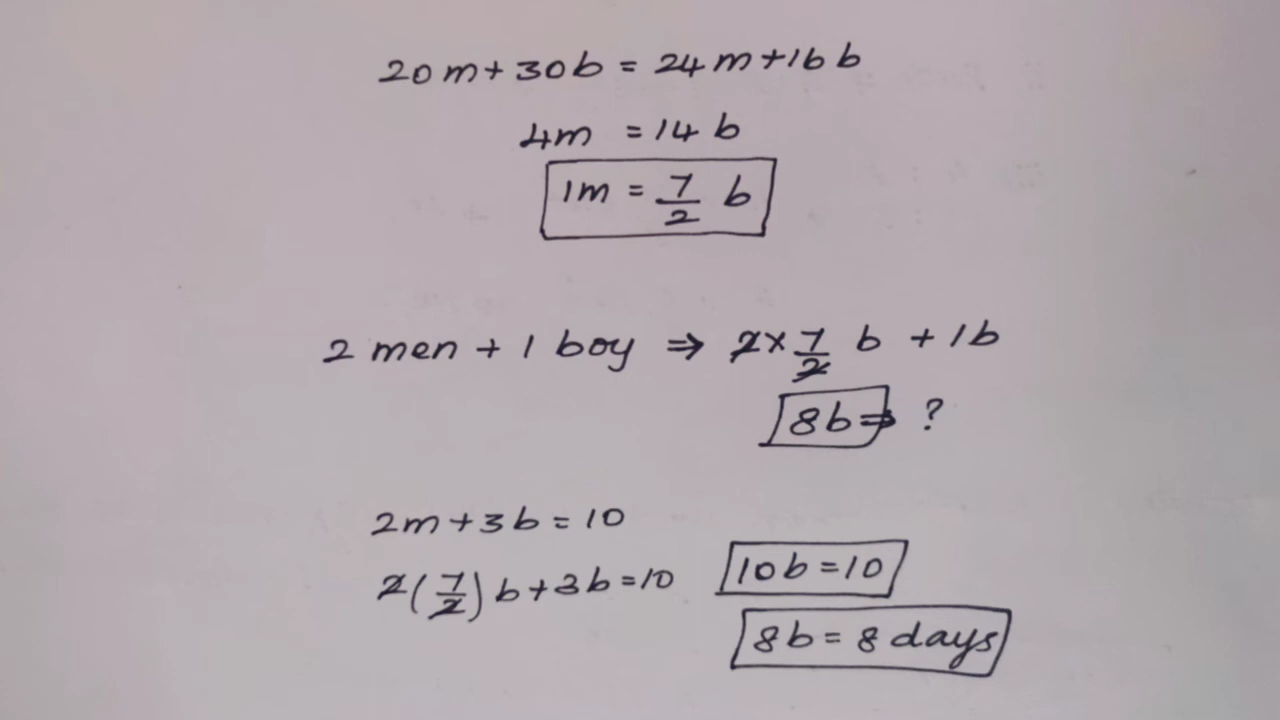 20m+30b = 24m+16b
4m = 14b
1m = 7/2 b
2 men + 1 boy ⇒ 2×7/2 b + 1b
8b ⇒ ?
2m+3b=10
2(7/2)b+3b=10 10b=10
8b = 8 days